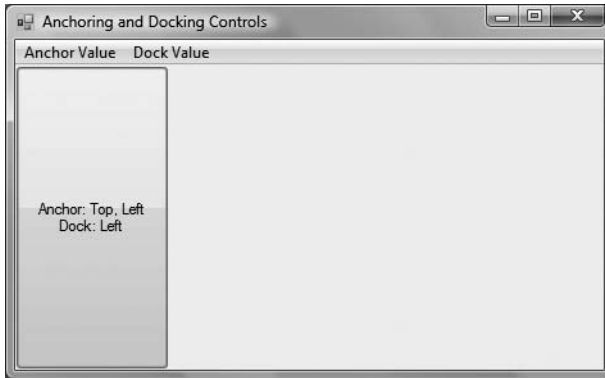 Anchoring and Docking Controls
Anchor Value Dock Value
Anchor: Top, Left
Dock: Left